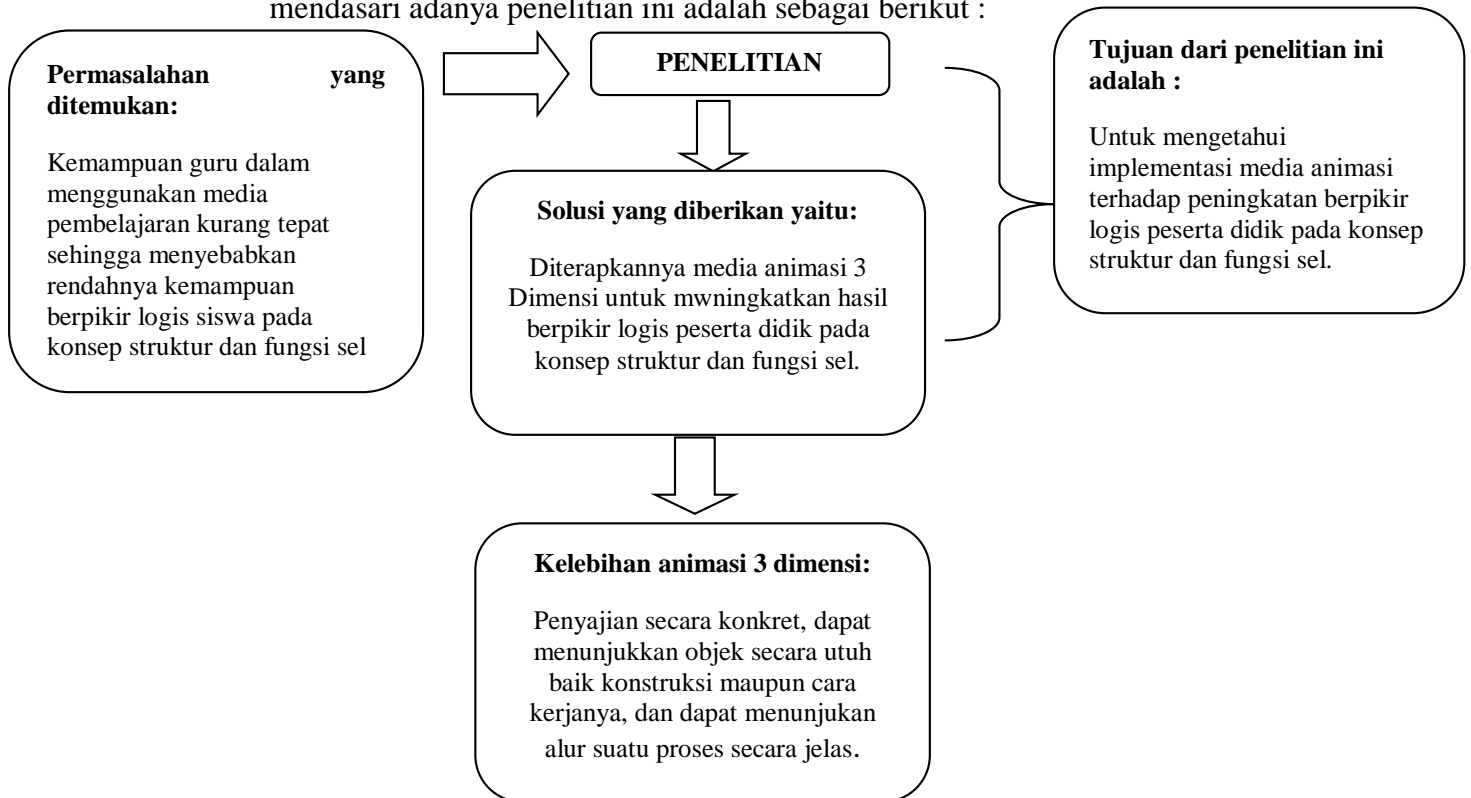 mendasari adanya penelitian ini adalah sebagai berikut :
Permasalahan yang
ditemukan:
Kemampuan guru dalam
menggunakan media
pembelajaran kurang tepat
sehingga menyebabkan
rendahnya kemampuan
berpikir logis siswa pada
konsep struktur dan fungsi sel
PENELITIAN
Solusi yang diberikan yaitu:
Diterapkannya media animasi 3
Dimensi untuk mwningkatkan hasil
berpikir logis peserta didik pada
konsep struktur dan fungsi sel.
Kelebihan animasi 3 dimensi:
Penyajian secara konkret, dapat
menunjukkan objek secara utuh
baik konstruksi maupun cara
kerjanya, dan dapat menunjukan
alur suatu proses secara jelas.
Tujuan dari penelitian ini
adalah :
Untuk mengetahui
implementasi media animasi
terhadap peningkatan berpikir
logis peserta didik pada konsep
struktur dan fungsi sel.